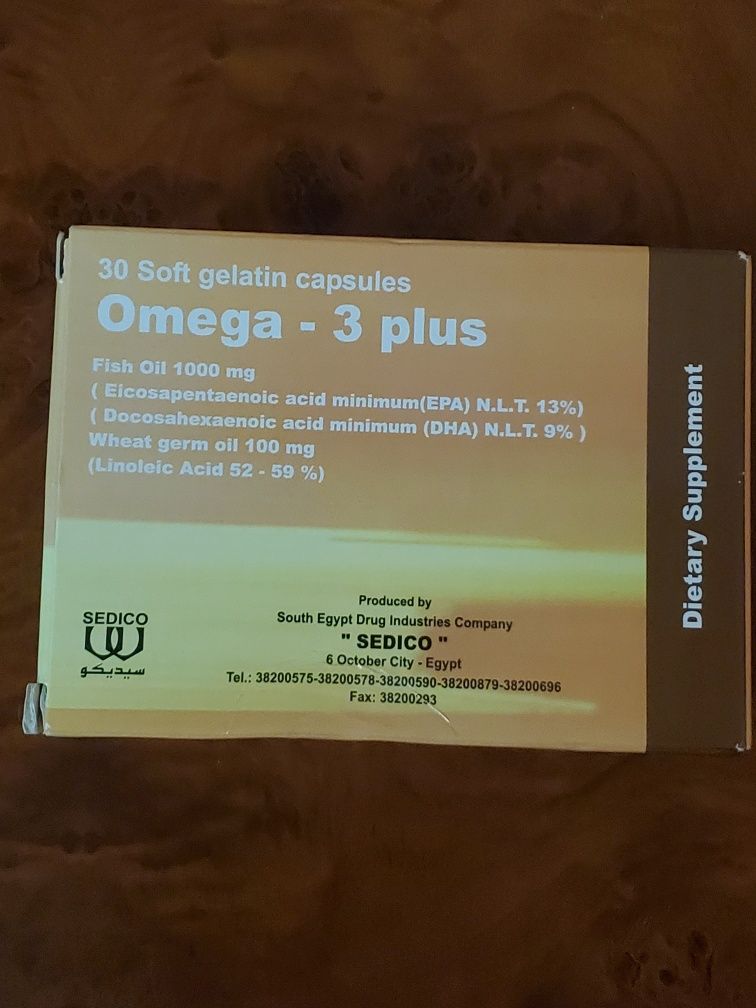 30 Soft gelatin capsules
Omega - 3 plus
Fish Oil 1000 mg
( Eicosapentaenoic acid minimum(EPA) N.L.T. 13%)
( Docosahexaenoic acid minimum (DHA) N.L.T. 9% )
Wheat germ oil 100 mg
(Linoleic Acid 52 - 59 %)
Dietary Supplement
SEDICO
سيديكو
Produced by
South Egypt Drug Industries Company
" SEDICO "
6 October City - Egypt
Tel.: 38200575-38200578-38200590-38200879-38200696
Fax: 38200293